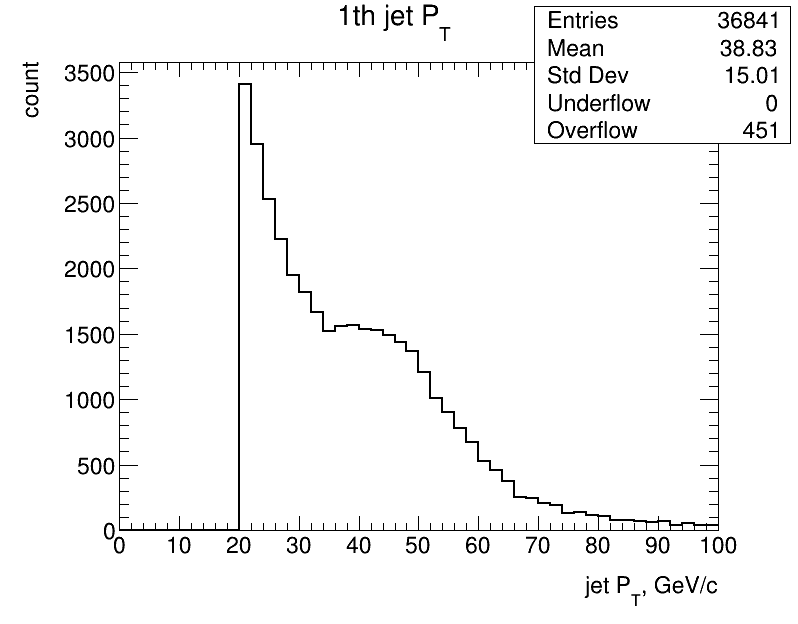 1th jet P_T
Entries 36841
Mean 38.83
Std Dev 15.01
Underflow 0
Overflow 451
count
3500
3000
2500
2000
1500
1000
500
0
0 10 20 30 40 50 60 70 80 90 100
jet P_T, GeV/c